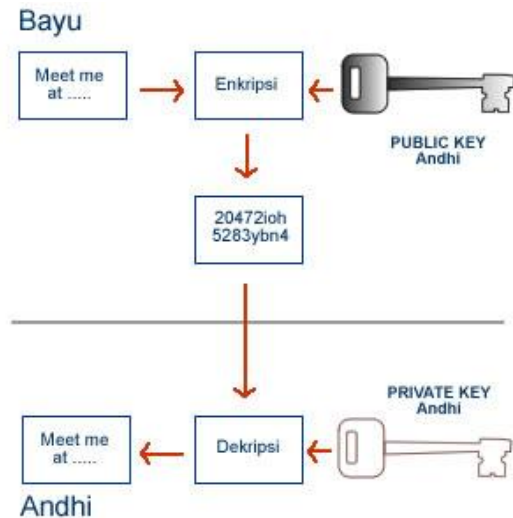 Bayu
Meet me
at .....
Enkripsi
PUBLIC KEY
Andhi
20472ioh
5283ybn4
PRIVATE KEY
Andhi
Meet me
at .....
Dekripsi
Andhi